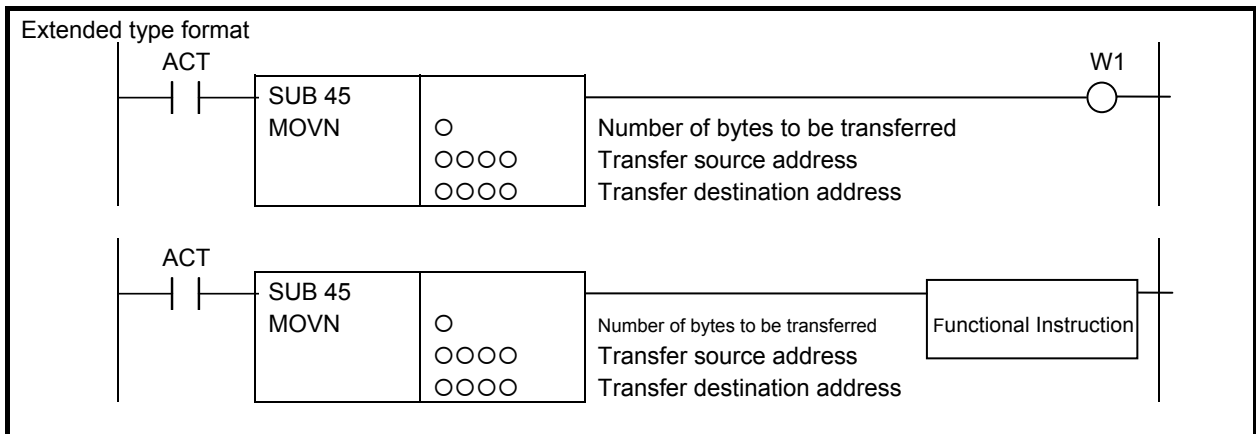 Extended type format
ACT
W1
SUB 45
MOVN
○
Number of bytes to be transferred
○○○○
Transfer source address
○○○○
Transfer destination address
ACT
SUB 45
MOVN
○
Number of bytes to be transferred
Functional Instruction
○○○○
Transfer source address
○○○○
Transfer destination address